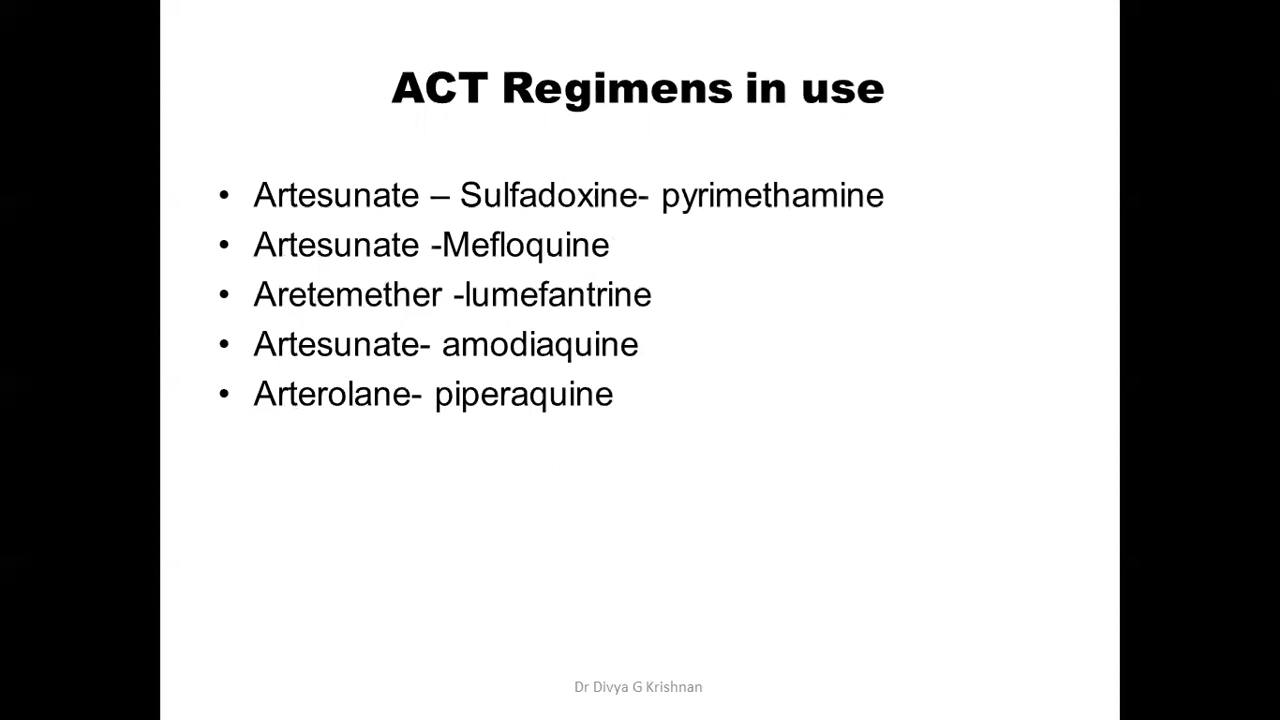 ACT Regimens in use
• Artesunate – Sulfadoxine- pyrimethamine
• Artesunate -Mefloquine
• Aretemether -lumefantrine
• Artesunate- amodiaquine
• Arterolane- piperaquine
Dr Divya G Krishnan